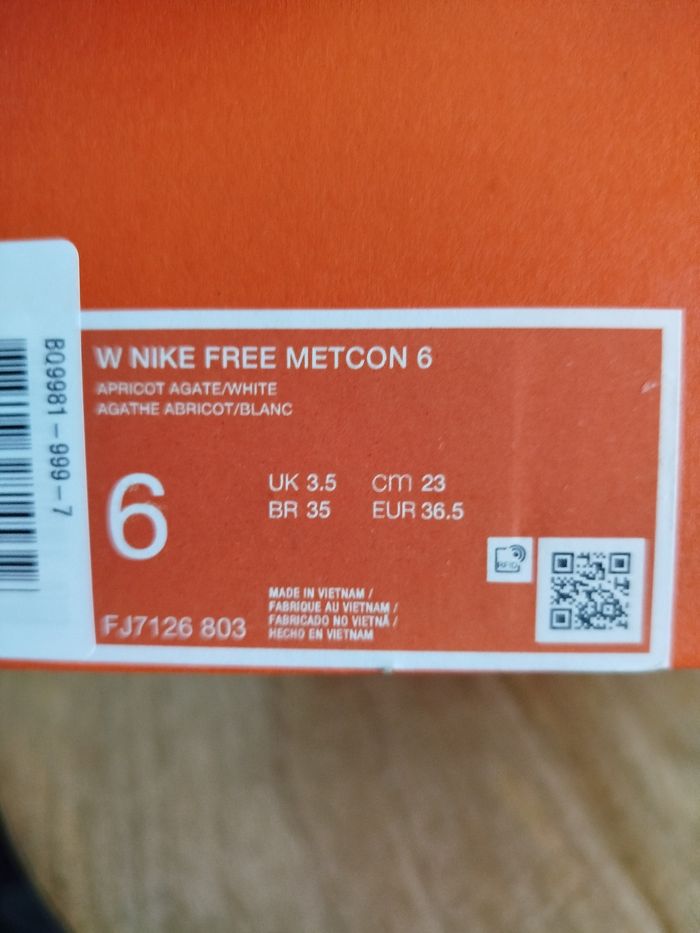 BQ9981-999-7
W NIKE FREE METCON 6
APRICOT AGATE/WHITE
AGATHE ABRICOT/BLANC
6
UK 3.5 cm 23
BR 35 EUR 36.5
RFID
MADE IN VIETNAM /
FABRIQUE AU VIETNAM /
FABRICADO NO VIETNÃ /
HECHO EN VIETNAM
FJ7126 803